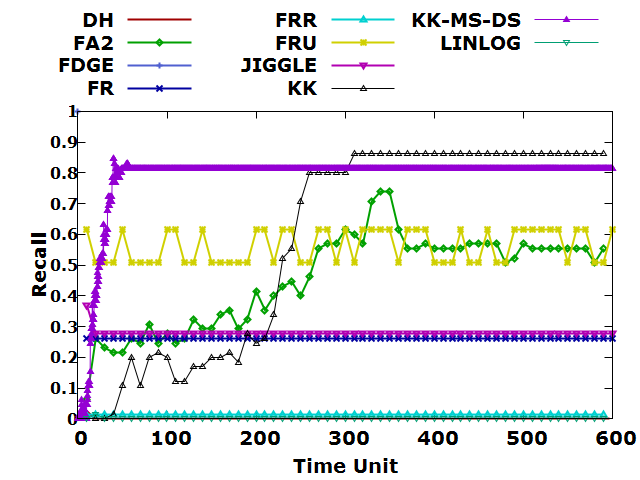 DH FRR KK-MS-DS
FA2 FRU LINLOG
FDGE JIGGLE
FR KK
1
0.9
0.8
0.7
0.6
0.5
0.4
0.3
0.2
0.1
0
Recall
0 100 200 300 400 500 600
Time Unit